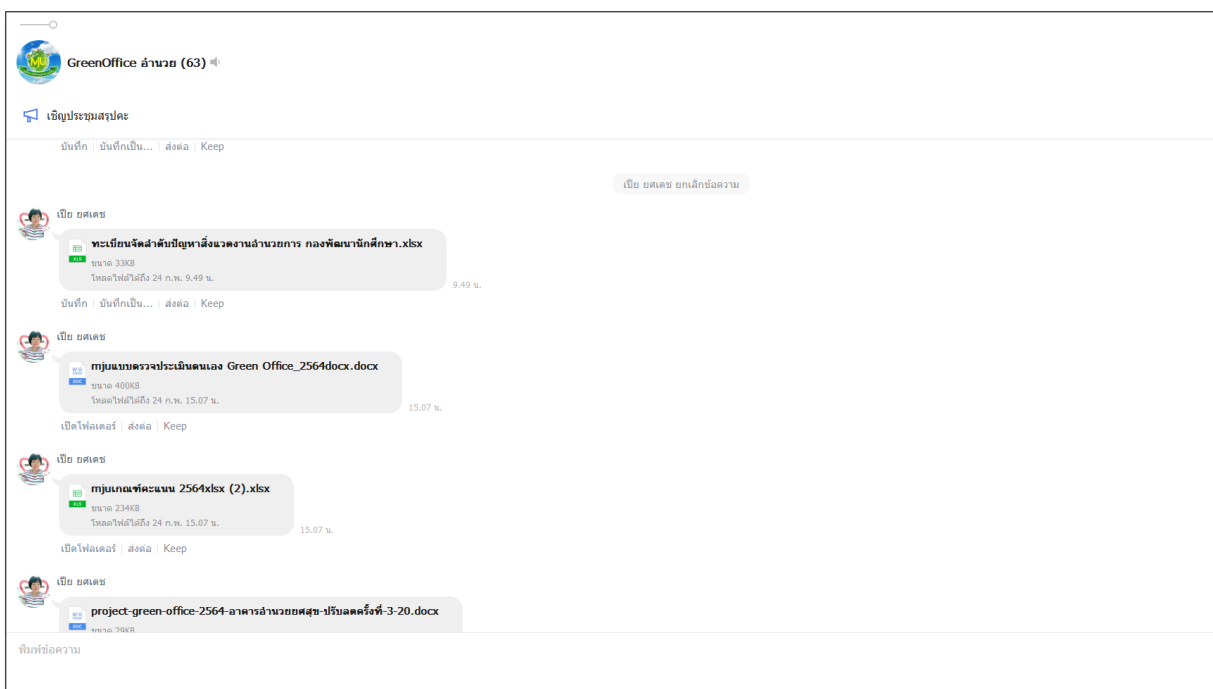 GreenOffice อำนวย (63)
เชิญประชุมสรุปคะ
บันทึก | บันทึกเป็น... | ส่งต่อ | Keep
เปีย ยศเดช ยกเลิกข้อความ
เปีย ยศเดช
ทะเบียนจัดลำดับปัญหาสิ่งแวดงานอำนวยการ กองพัฒนานักศึกษา.xlsx
XLS
ขนาด 33KB
โหลดไฟล์ได้ถึง 24 ก.พ. 9.49 น.
9.49 น.
บันทึก | บันทึกเป็น... | ส่งต่อ | Keep
เปีย ยศเดช
mjuแบบตรวจประเมินตนเอง Green Office_2564docx.docx
DOC
ขนาด 400KB
โหลดไฟล์ได้ถึง 24 ก.พ. 15.07 น.
15.07 น.
เปิดโฟลเดอร์ | ส่งต่อ | Keep
เปีย ยศเดช
mjuเกณฑ์คะแนน 2564xlsx (2).xlsx
XLS
ขนาด 234KB
โหลดไฟล์ได้ถึง 24 ก.พ. 15.07 น.
15.07 น.
เปิดโฟลเดอร์ | ส่งต่อ | Keep
เปีย ยศเดช
project-green-office-2564-อาคารอำนวยยศสุข-ปรับลดครั้งที่-3-20.docx
DOC
ขนาด 29KB
พิมพ์ข้อความ